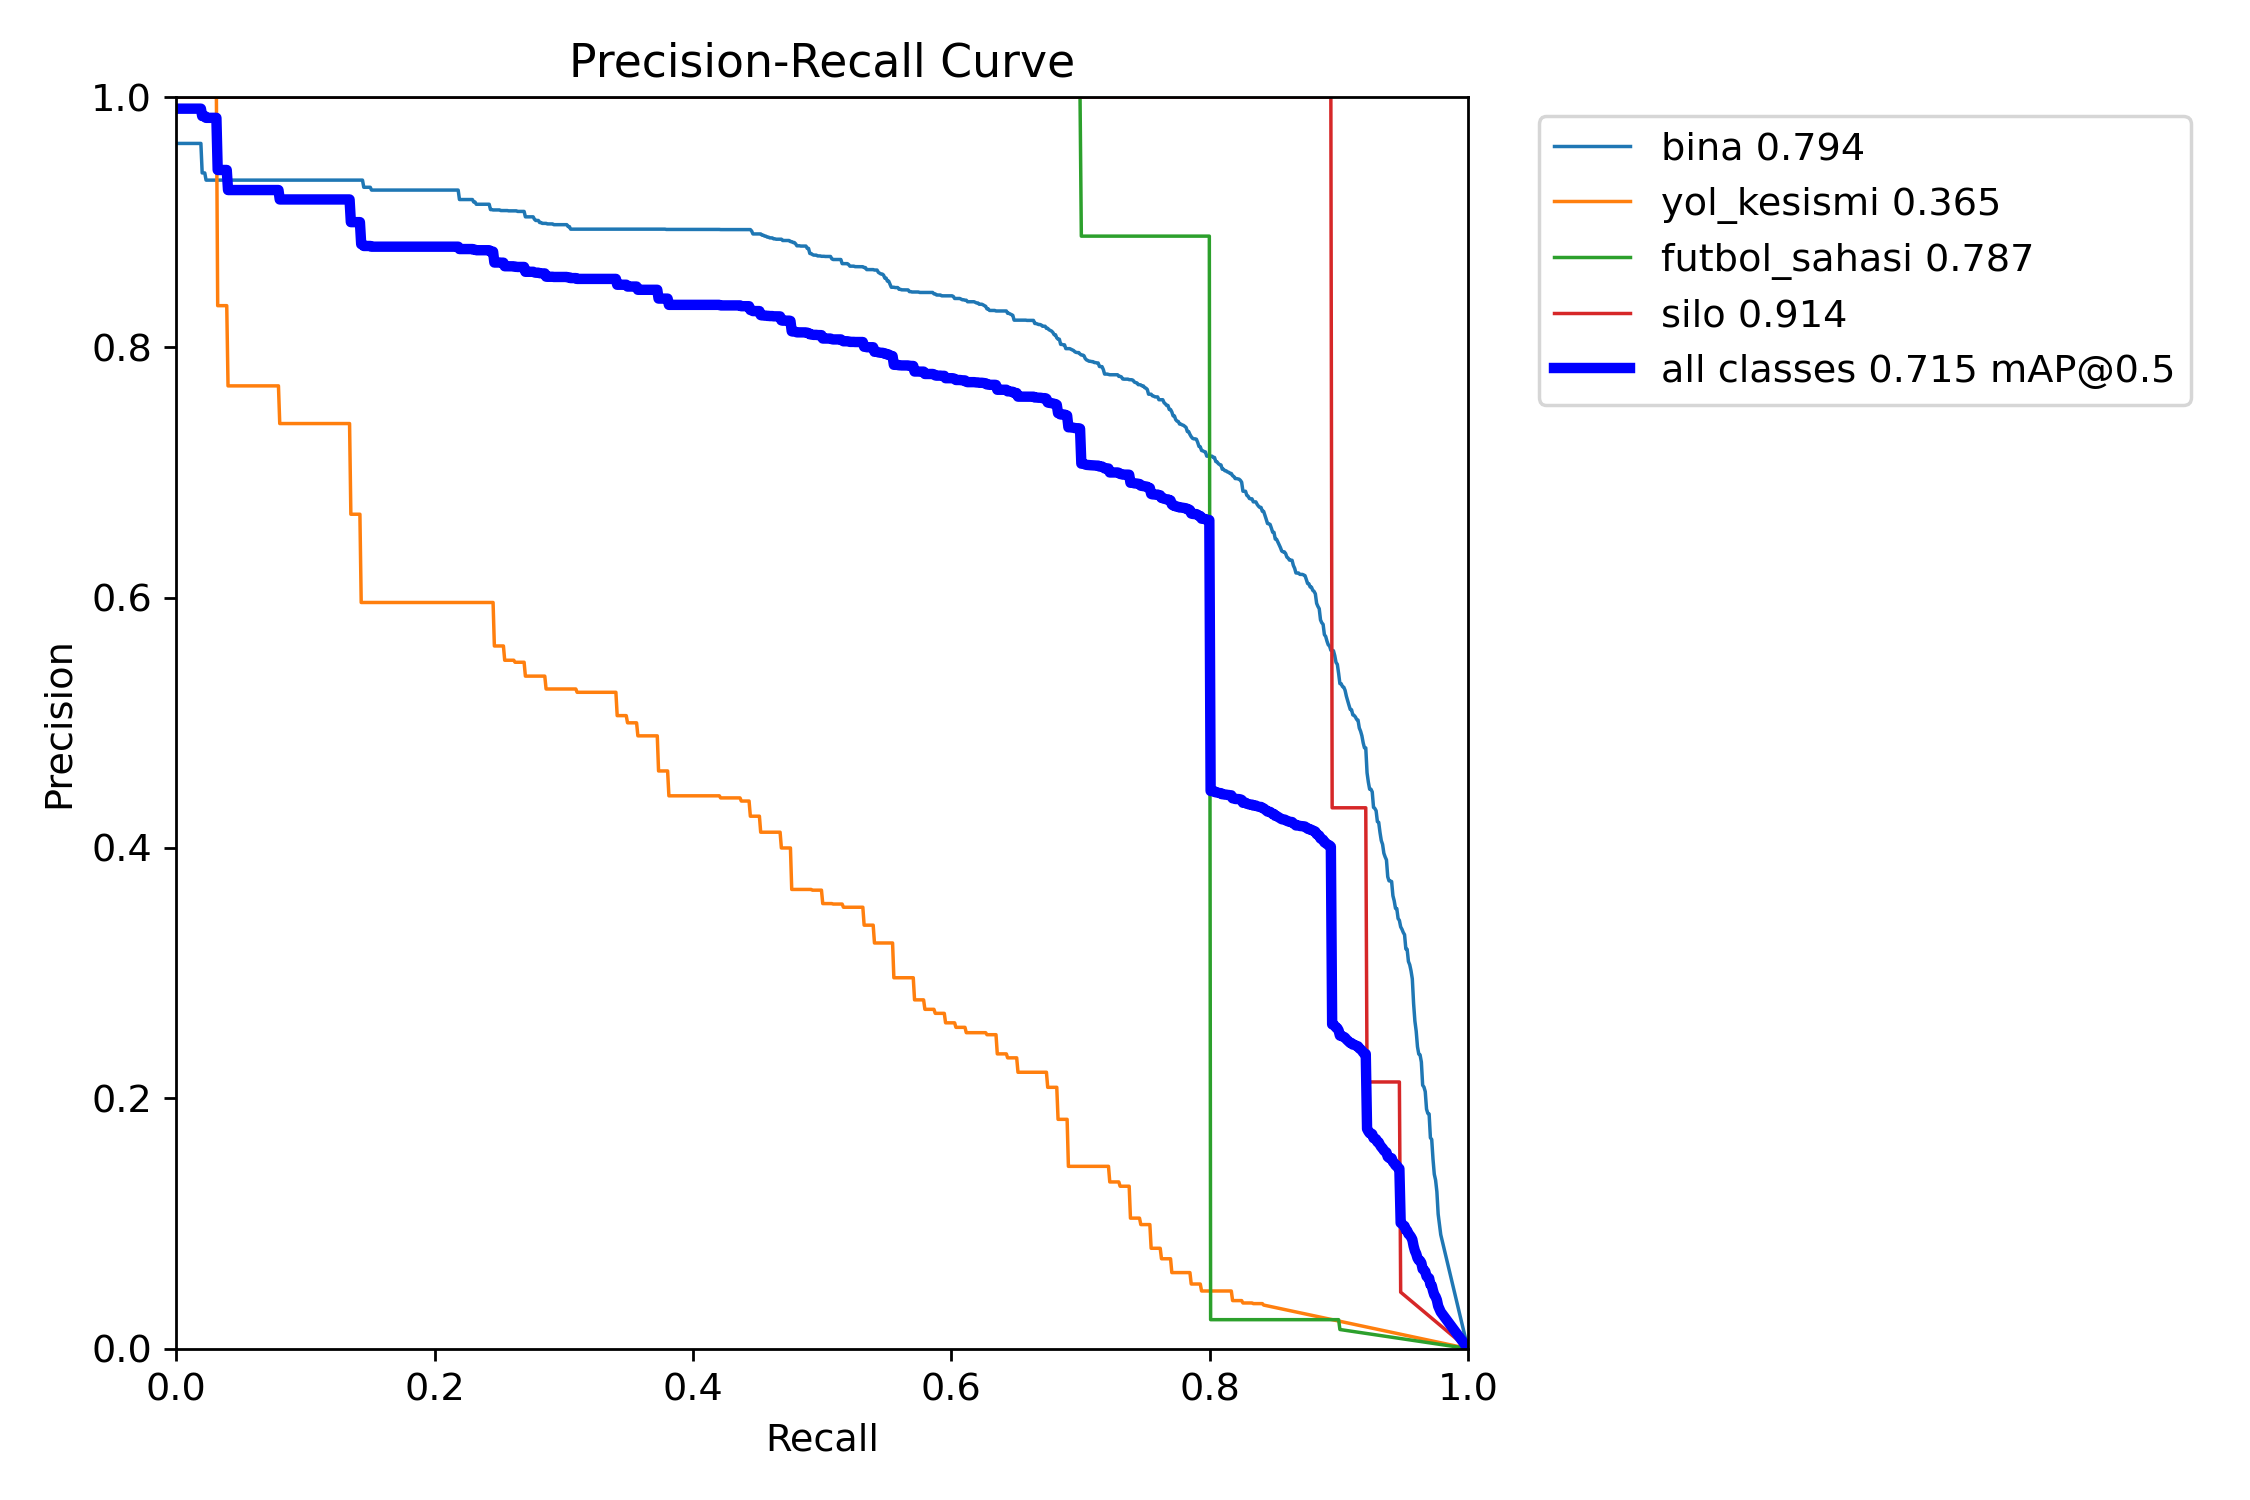 Precision-Recall Curve
1.0
0.8
0.6
0.4
0.2
0.0
Precision
0.0 0.2 0.4 0.6 0.8 1.0
Recall
bina 0.794
yol_kesismi 0.365
futbol_sahasi 0.787
silo 0.914
all classes 0.715 mAP@0.5